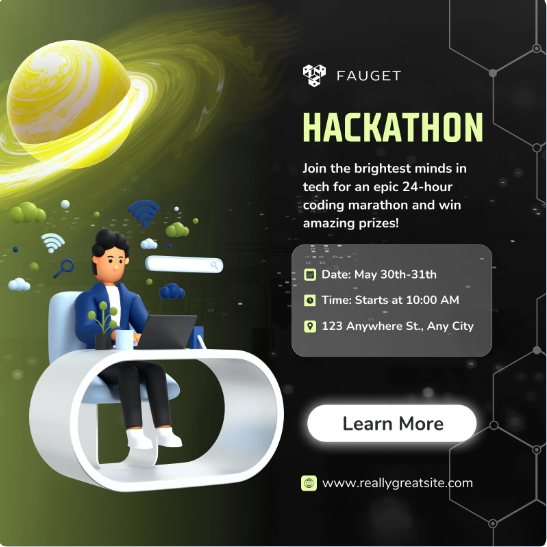 FAUGET
HACKATHON
Join the brightest minds in
tech for an epic 24-hour
coding marathon and win
amazing prizes!
Date: May 30th-31th
Time: Starts at 10:00 AM
123 Anywhere St., Any City
Learn More
www.reallygreatsite.com